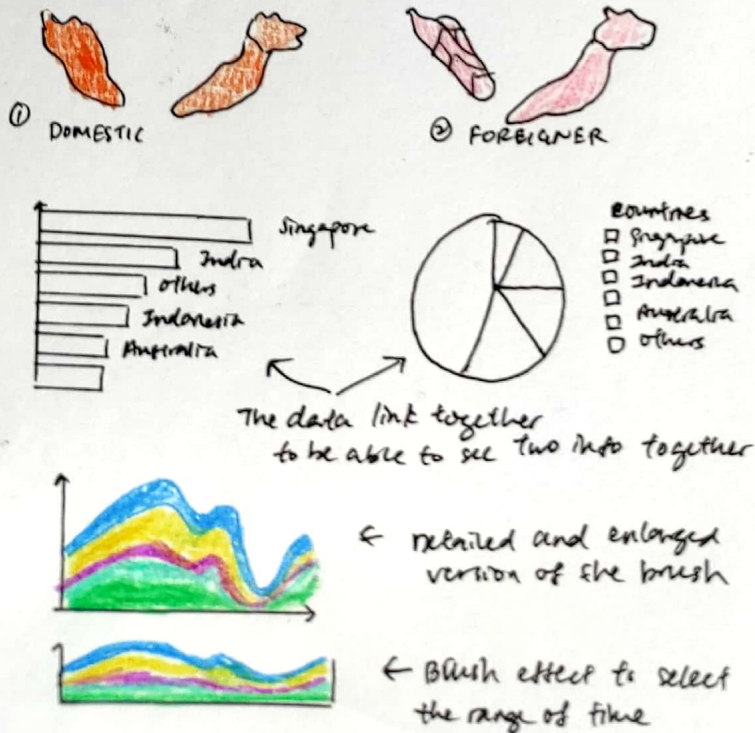 ① DOMESTIC
② FOREIGNER
Singapore
India
Others
Indonesia
Australia
Countries
Singapore
India
Indonesia
Australia
Others
The data link together
to be able to see two info together
← Detailed and enlarged
version of the brush
← Brush effect to select
the range of time